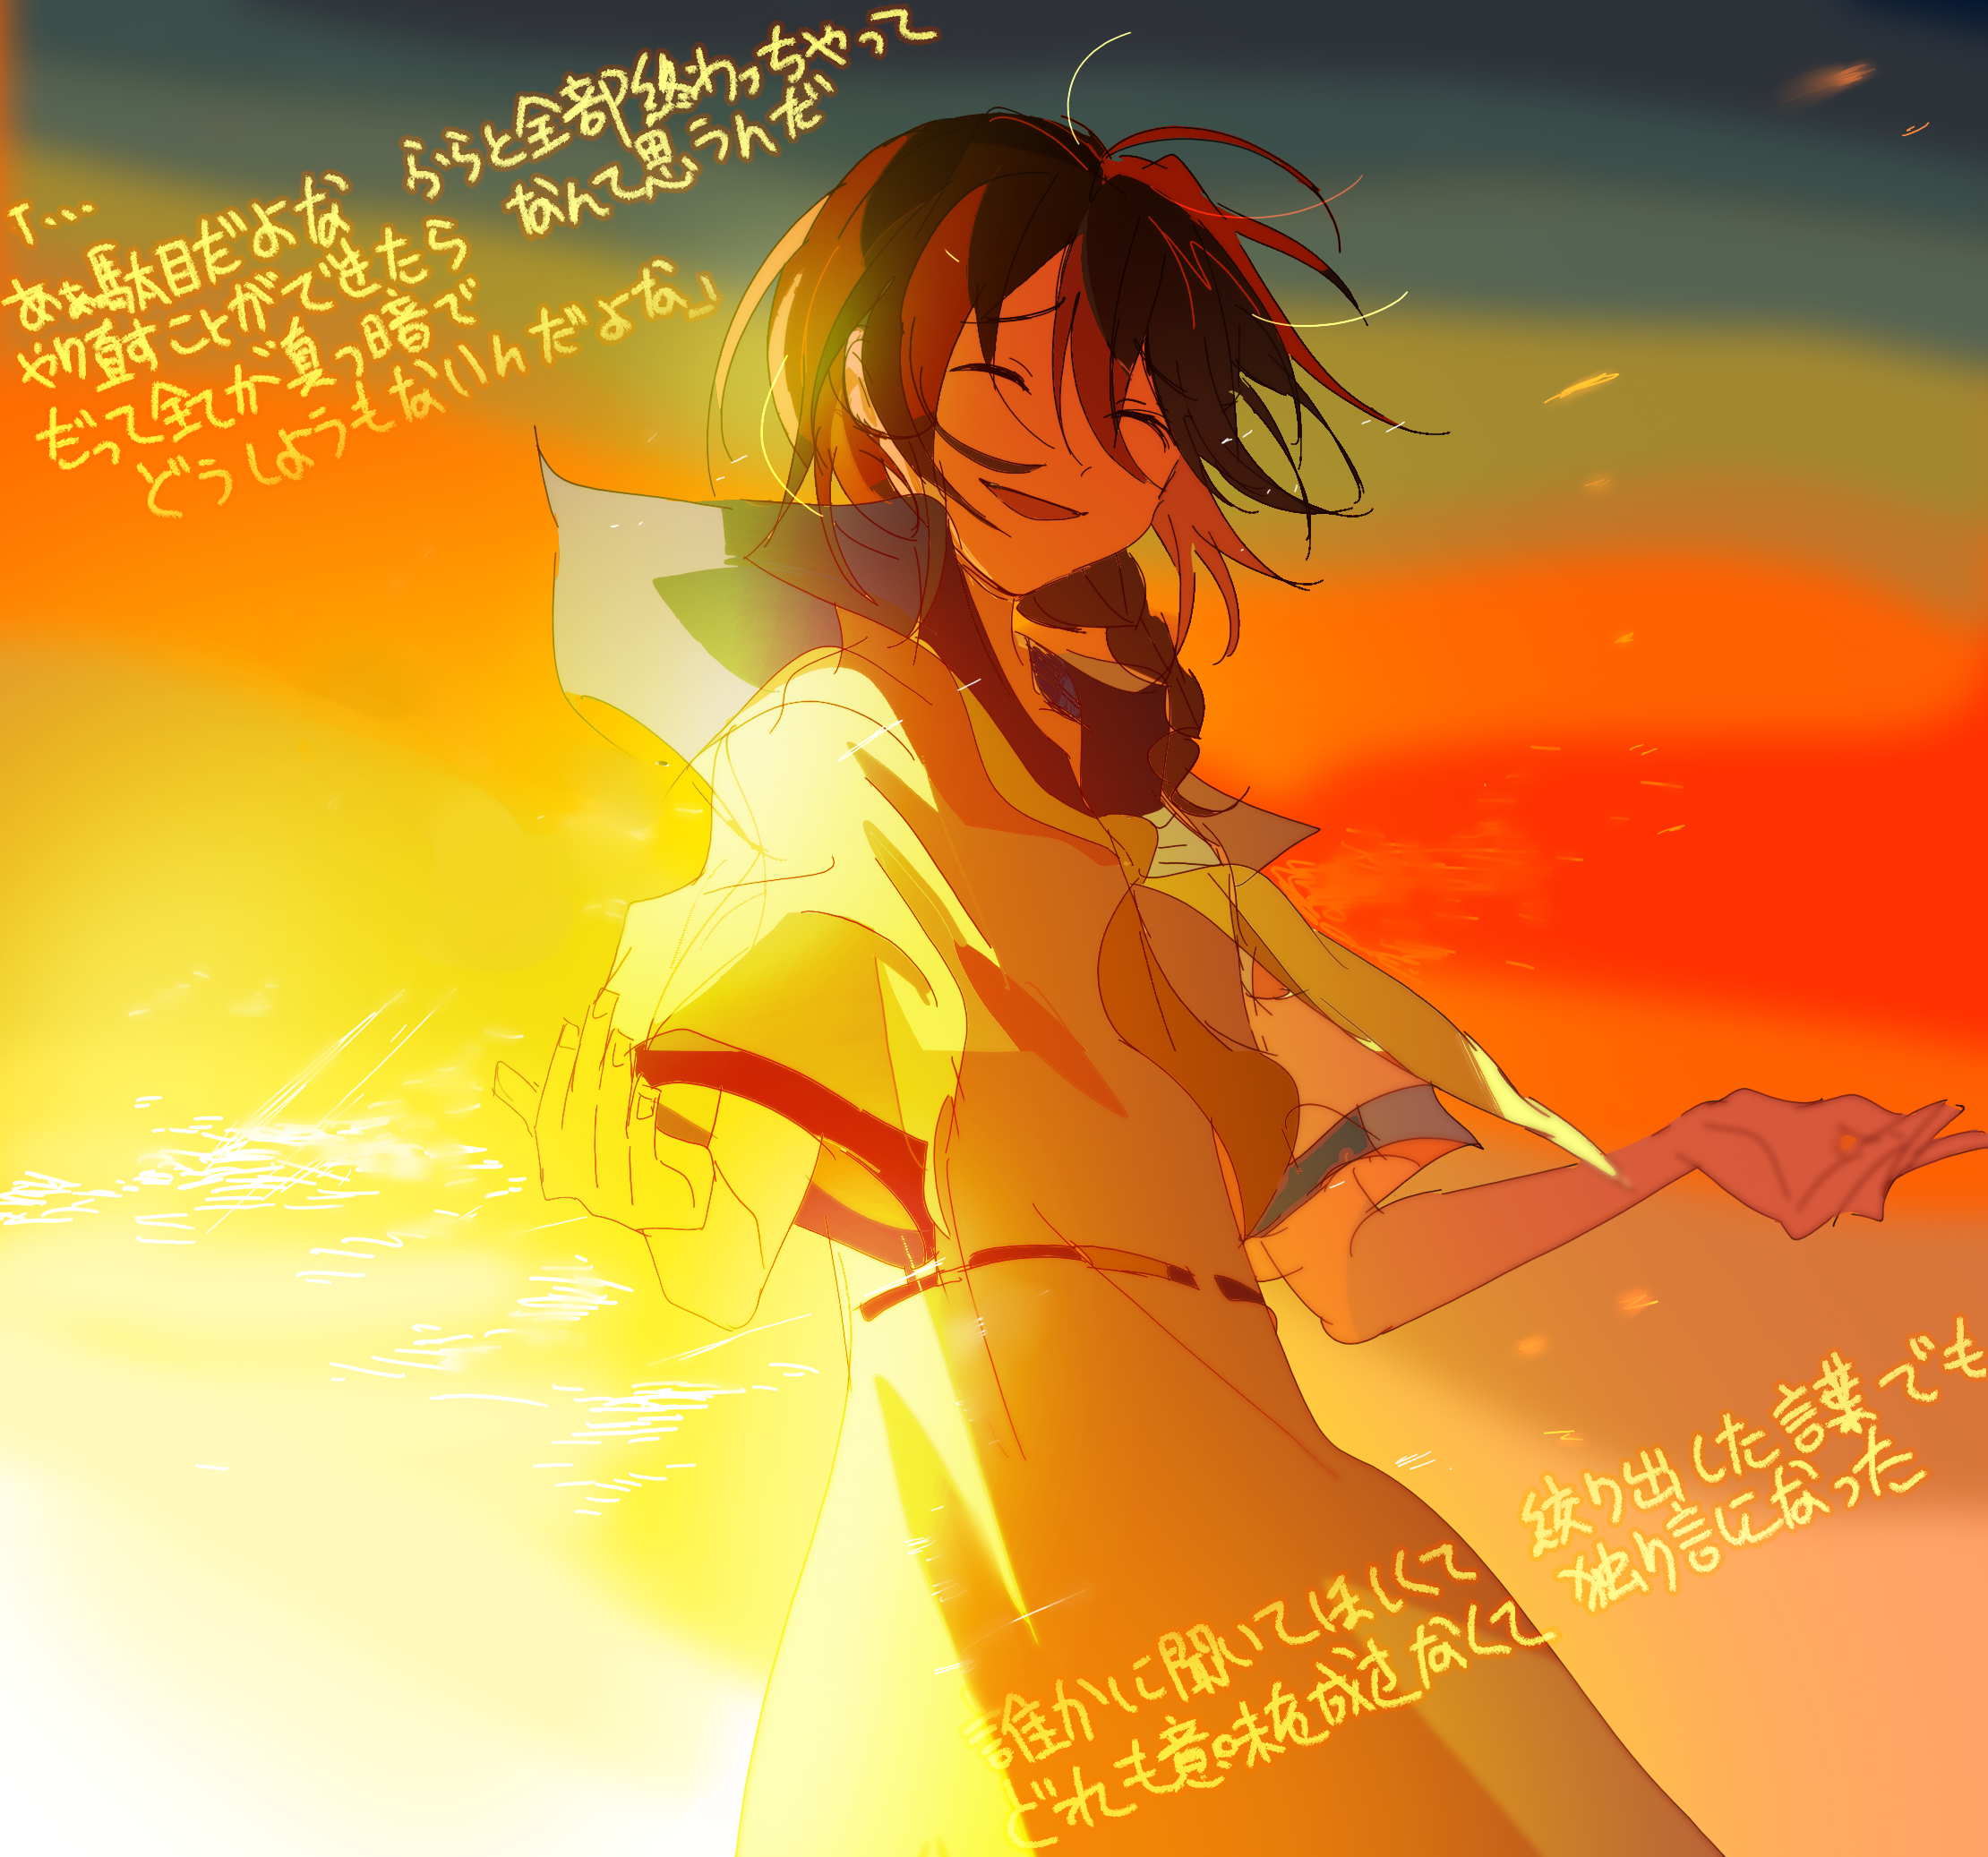 「…
あぁ駄目だよな
やり直すことができたら
だって全てが真っ暗で
どうしようもないんだよな」
全部終わっちゃって
なんて思うんだ
誰かに聞いてほしくて
どれも意味を成さなくて
絞り出した言葉でも
独り言になった